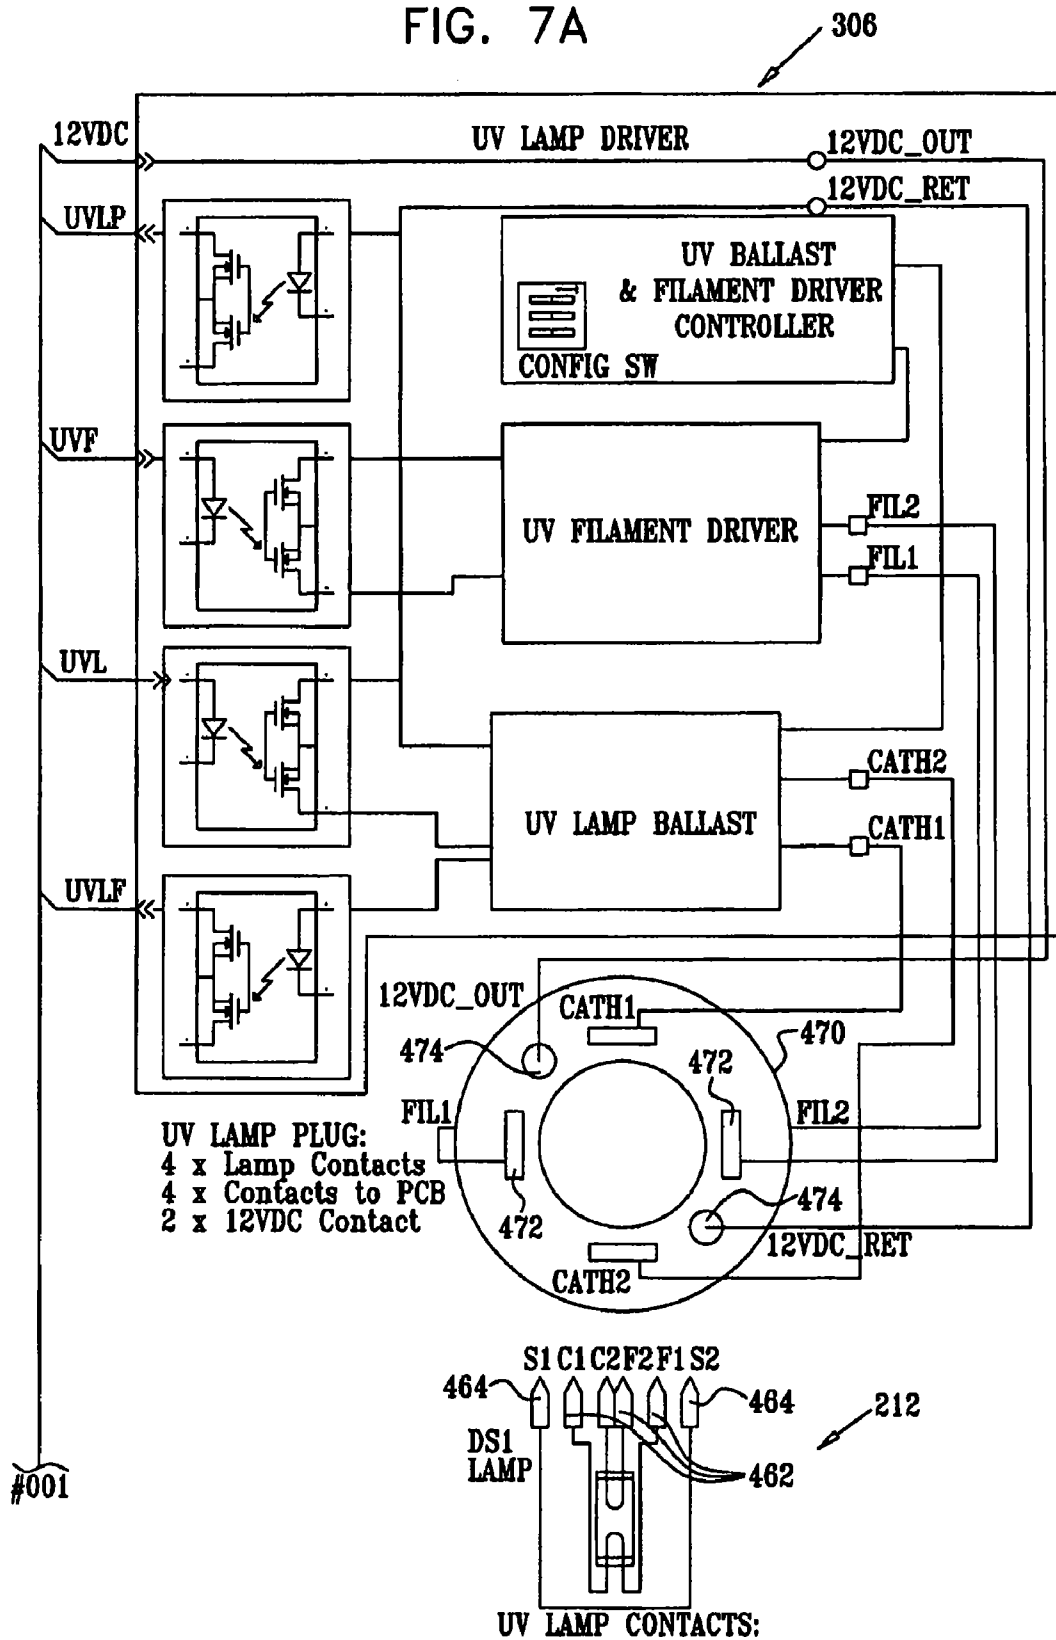 FIG. 7A
306
12VDC
UV LAMP DRIVER
12VDC_OUT
12VDC_RET
UVLP
UV BALLAST
& FILAMENT DRIVER
CONTROLLER
CONFIG SW
UVF
UV FILAMENT DRIVER
FIL2
FIL1
UVL
UV LAMP BALLAST
CATH2
CATH1
UVLF
12VDC_OUT
CATH1
470
474
472
FIL1
FIL2
UV LAMP PLUG:
4 x Lamp Contacts
4 x Contacts to PCB
2 x 12VDC Contact
472
474
12VDC_RET
CATH2
S1 C1 C2 F2 F1 S2
464
464
212
DS1
LAMP
462
#001
UV LAMP CONTACTS: